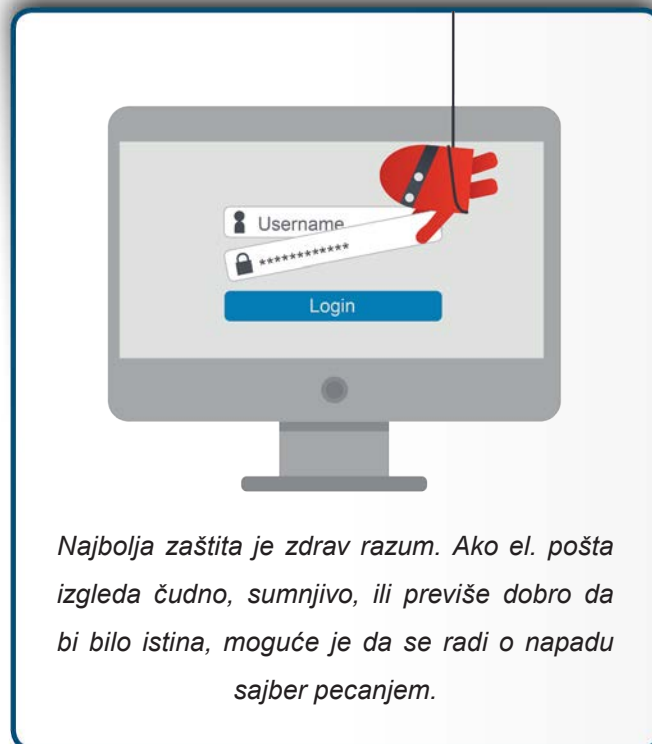 Username
************
Login
Najbolja zaštita je zdrav razum. Ako el. pošta
izgleda čudno, sumnjivo, ili previše dobro da
bi bilo istina, moguće je da se radi o napadu
sajber pecanjem.